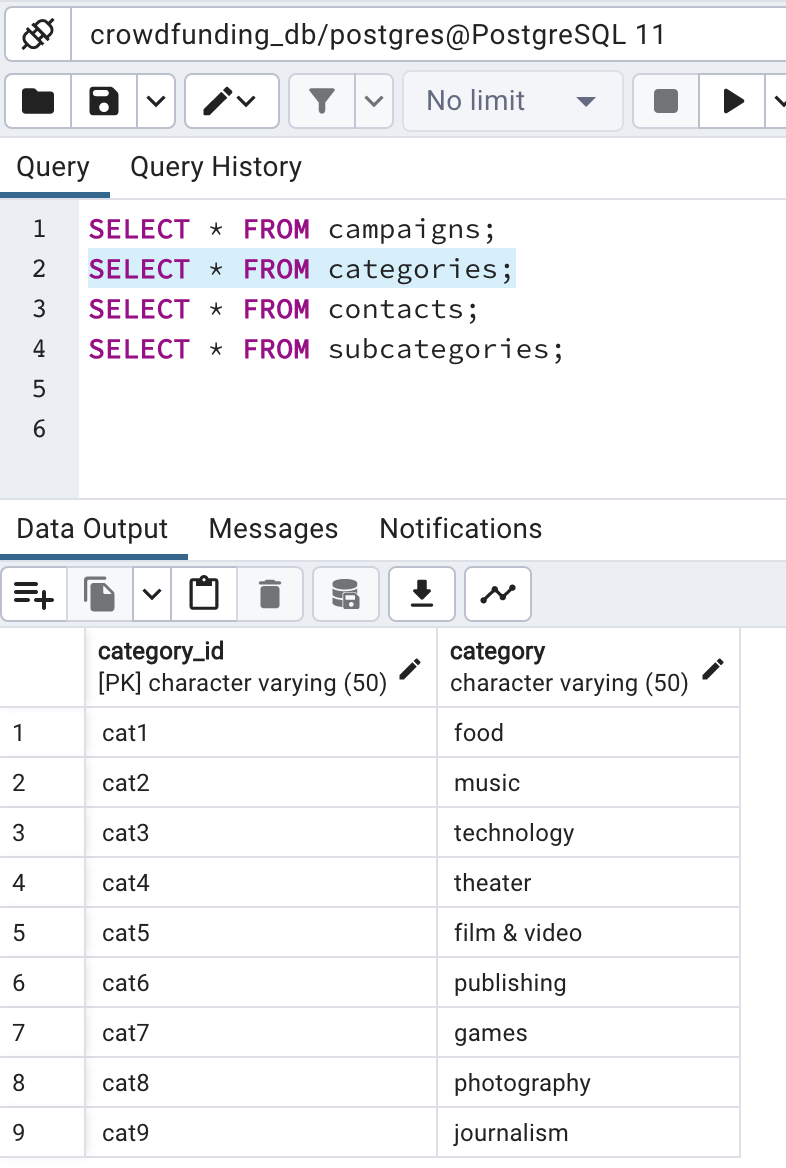 crowdfunding_db/postgres@PostgreSQL 11
No limit
Query Query History
1 SELECT * FROM campaigns;
2 SELECT * FROM categories;
3 SELECT * FROM contacts;
4 SELECT * FROM subcategories;
5
6
Data Output Messages Notifications
category_id category
[PK] character varying (50) character varying (50)
1 cat1 food
2 cat2 music
3 cat3 technology
4 cat4 theater
5 cat5 film & video
6 cat6 publishing
7 cat7 games
8 cat8 photography
9 cat9 journalism